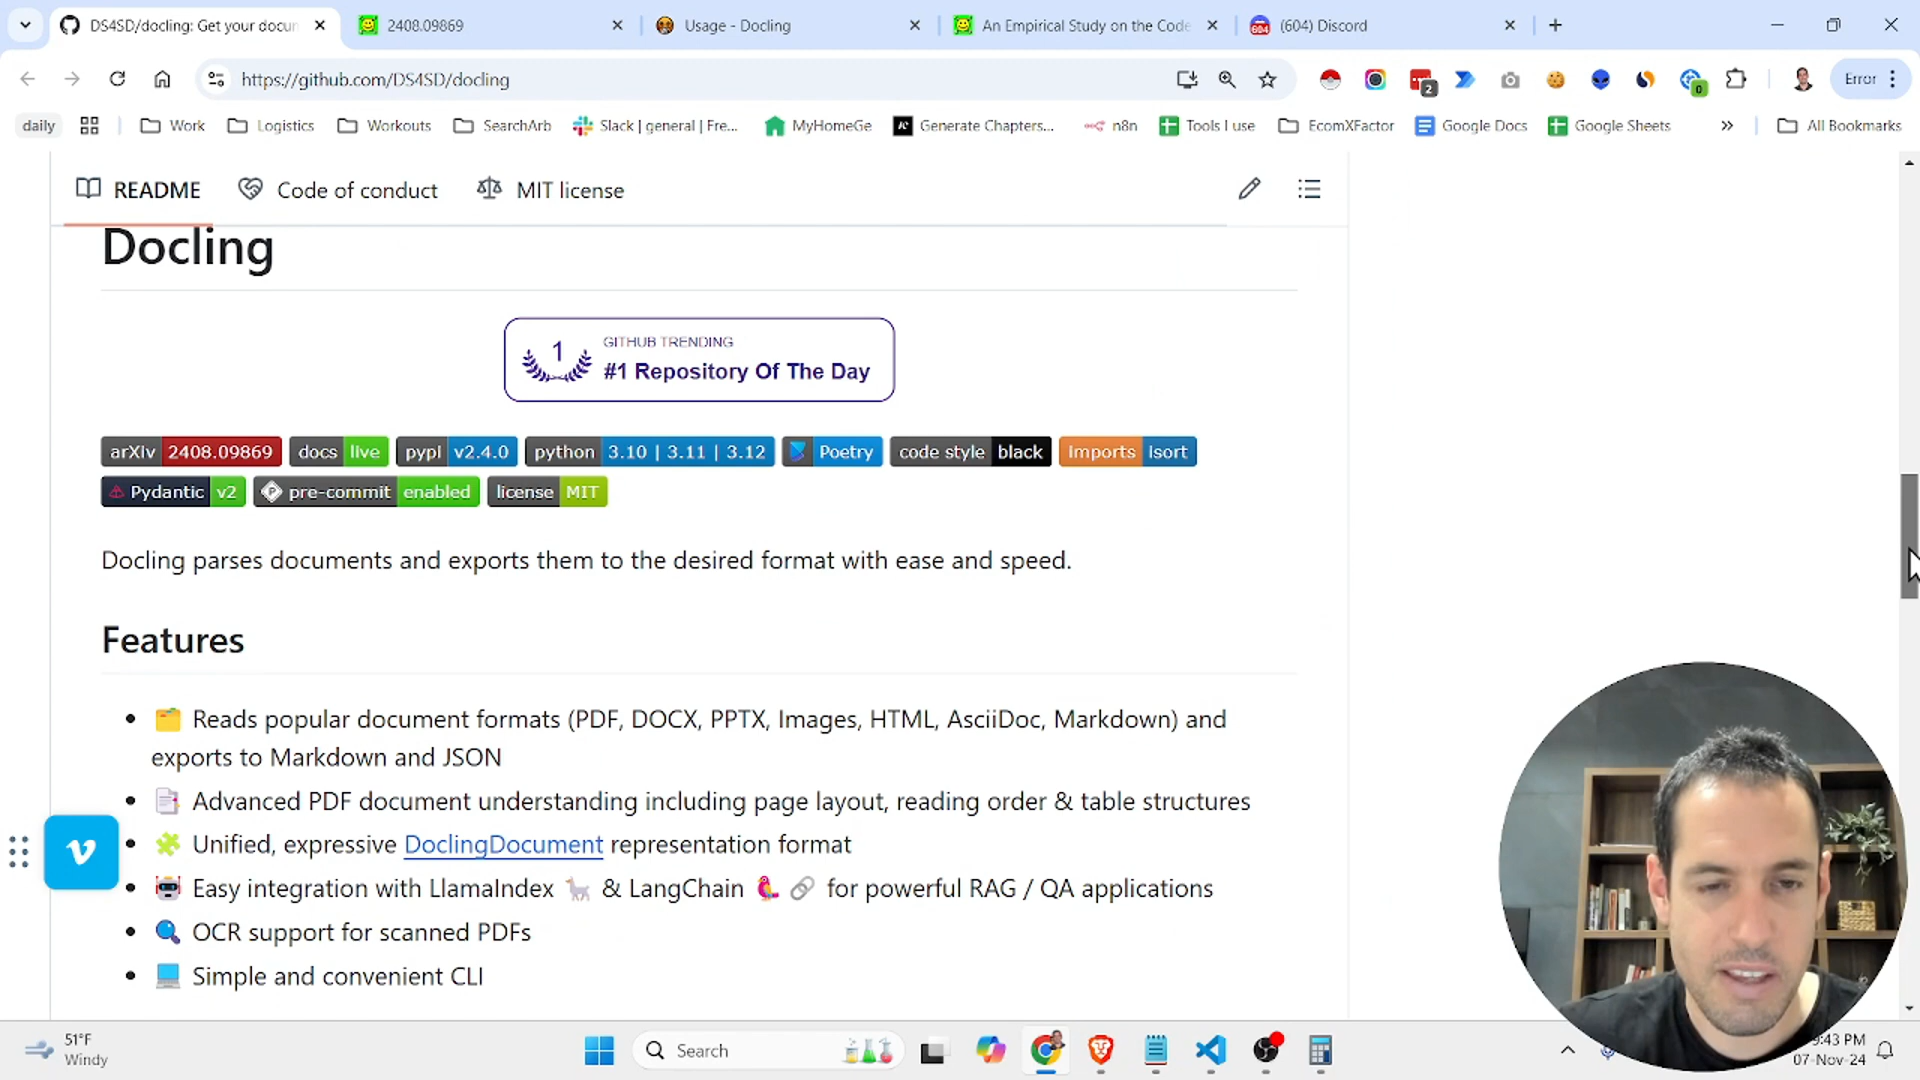 DS4SD/docling: Get your docun
2408.09869
Usage - Docling
An Empirical Study on the Code
(604) Discord
https://github.com/DS4SD/docling
2
0
Error
daily
Work
Logistics
Workouts
SearchArb
Slack | general | Fre...
MyHomeGe
Generate Chapters...
n8n
Tools I use
EcomXFactor
Google Docs
Google Sheets
All Bookmarks
README
Code of conduct
MIT license
Docling
1
GITHUB TRENDING
#1 Repository Of The Day
arXiv 2408.09869
docs live
pypi v2.4.0
python 3.10 | 3.11 | 3.12
Poetry
code style black
imports isort
Pydantic v2
pre-commit enabled
license MIT
Docling parses documents and exports them to the desired format with ease and speed.
Features
Reads popular document formats (PDF, DOCX, PPTX, Images, HTML, AsciiDoc, Markdown) and
exports to Markdown and JSON
Advanced PDF document understanding including page layout, reading order & table structures
Unified, expressive DoclingDocument representation format
Easy integration with LlamaIndex & LangChain for powerful RAG / QA applications
OCR support for scanned PDFs
Simple and convenient CLI
51°F
Windy
Search
9:43 PM
07-Nov-24